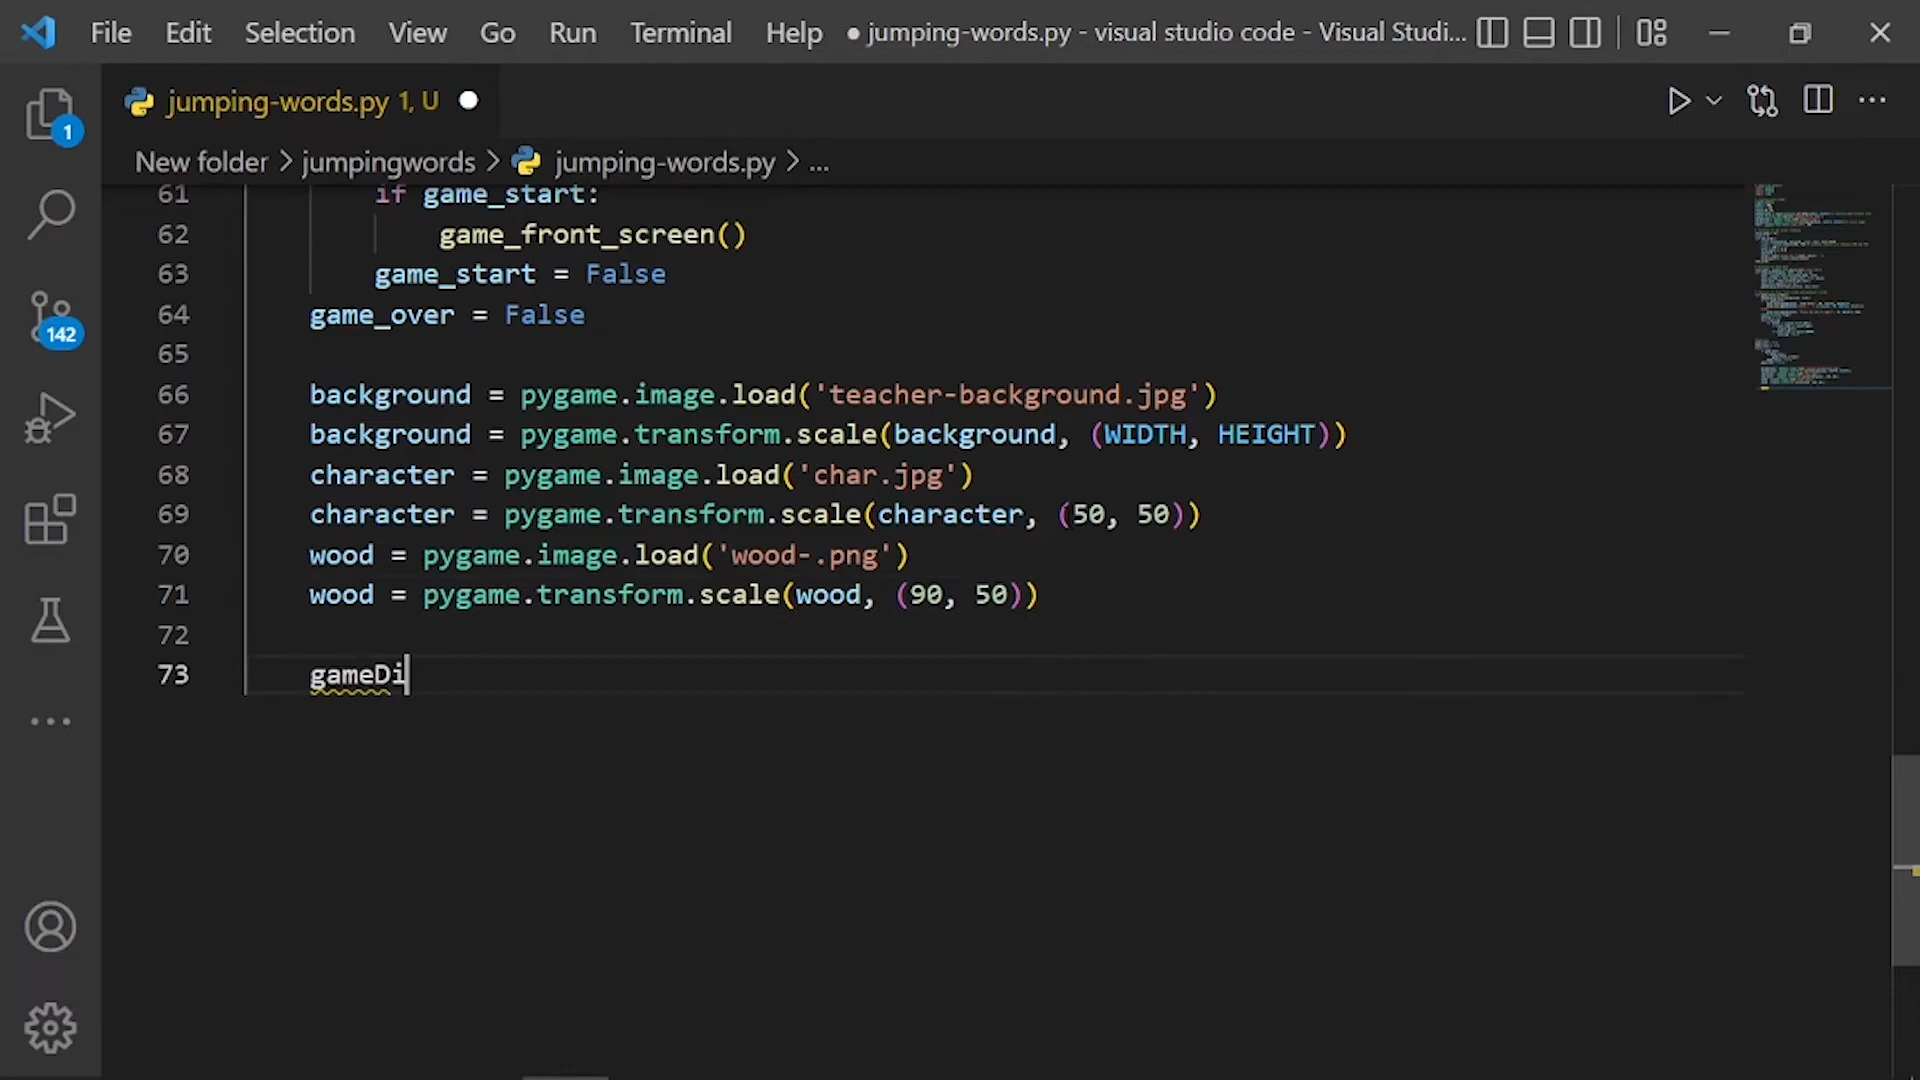 File Edit Selection View Go Run Terminal Help ● jumping-words.py - visual studio code - Visual Studi...
1 jumping-words.py 1, U
New folder > jumpingwords > jumping-words.py > ...
61 if game_start:
62 game_front_screen()
63 game_start = False
64 game_over = False
65
66 background = pygame.image.load('teacher-background.jpg')
67 background = pygame.transform.scale(background, (WIDTH, HEIGHT))
68 character = pygame.image.load('char.jpg')
69 character = pygame.transform.scale(character, (50, 50))
70 wood = pygame.image.load('wood-.png')
71 wood = pygame.transform.scale(wood, (90, 50))
72
73 gameDi
142